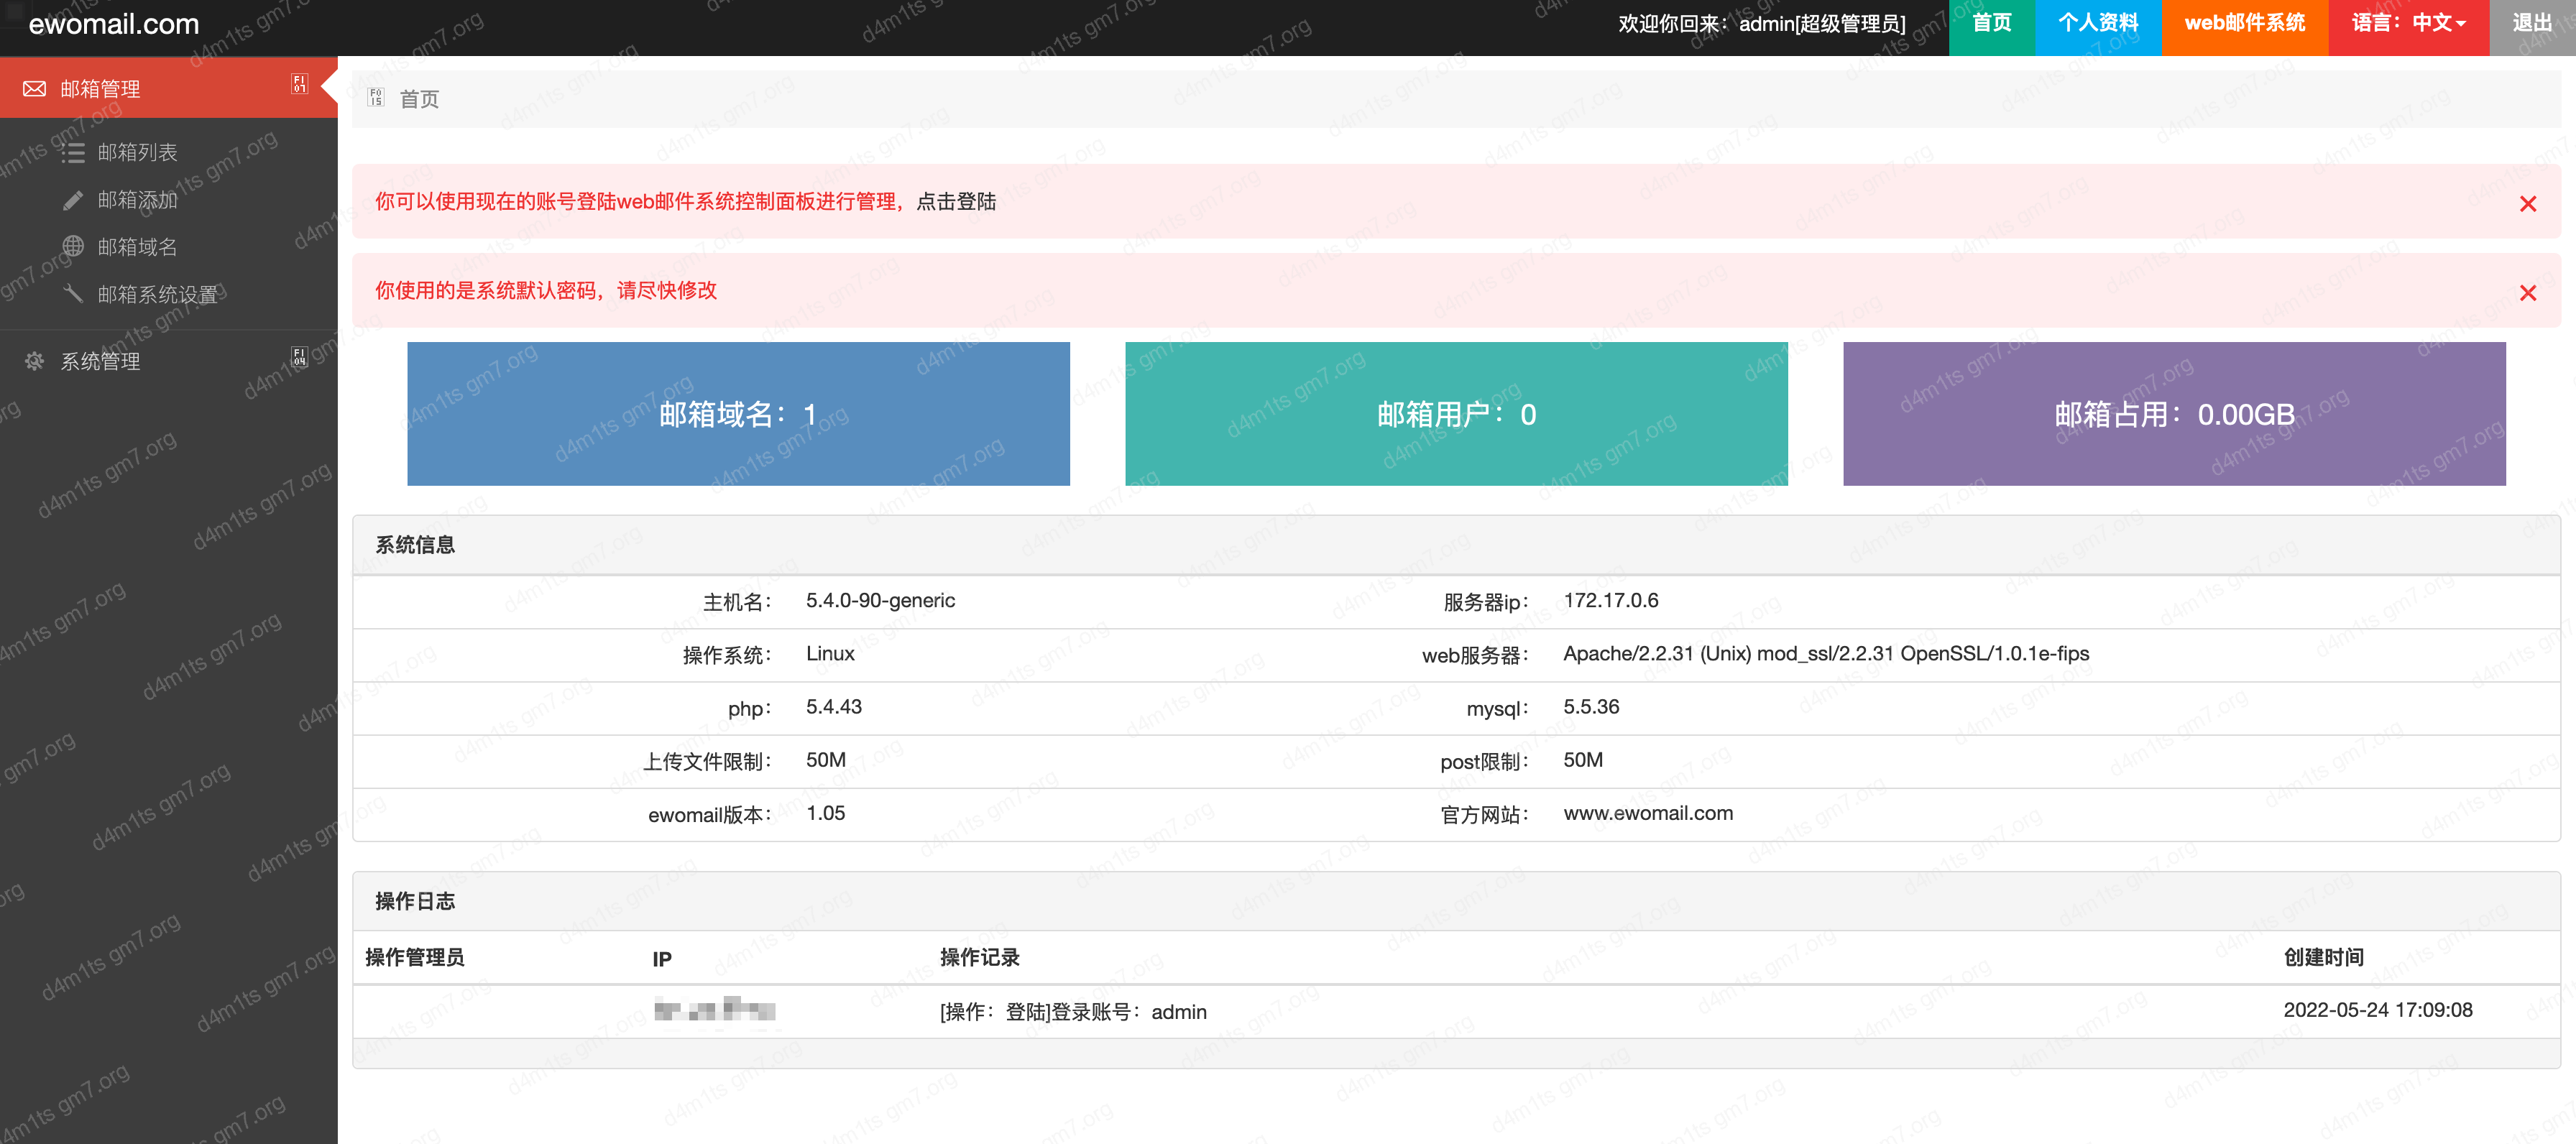 ewomail.com
欢迎你回来：admin[超级管理员]
首页
个人资料
web邮件系统
语言：中文
退出
邮箱管理
邮箱列表
邮箱添加
邮箱域名
邮箱系统设置
系统管理
首页
你可以使用现在的账号登陆web邮件系统控制面板进行管理，点击登陆
你使用的是系统默认密码，请尽快修改
邮箱域名：1
邮箱用户：0
邮箱占用：0.00GB
系统信息
主机名： 5.4.0-90-generic 服务器ip： 172.17.0.6
操作系统： Linux web服务器： Apache/2.2.31 (Unix) mod_ssl/2.2.31 OpenSSL/1.0.1e-fips
php： 5.4.43 mysql： 5.5.36
上传文件限制： 50M post限制： 50M
ewomail版本： 1.05 官方网站： www.ewomail.com
操作日志
操作管理员 IP 操作记录 创建时间
[操作：登陆]登录账号：admin 2022-05-24 17:09:08
d4m1ts gm7.org